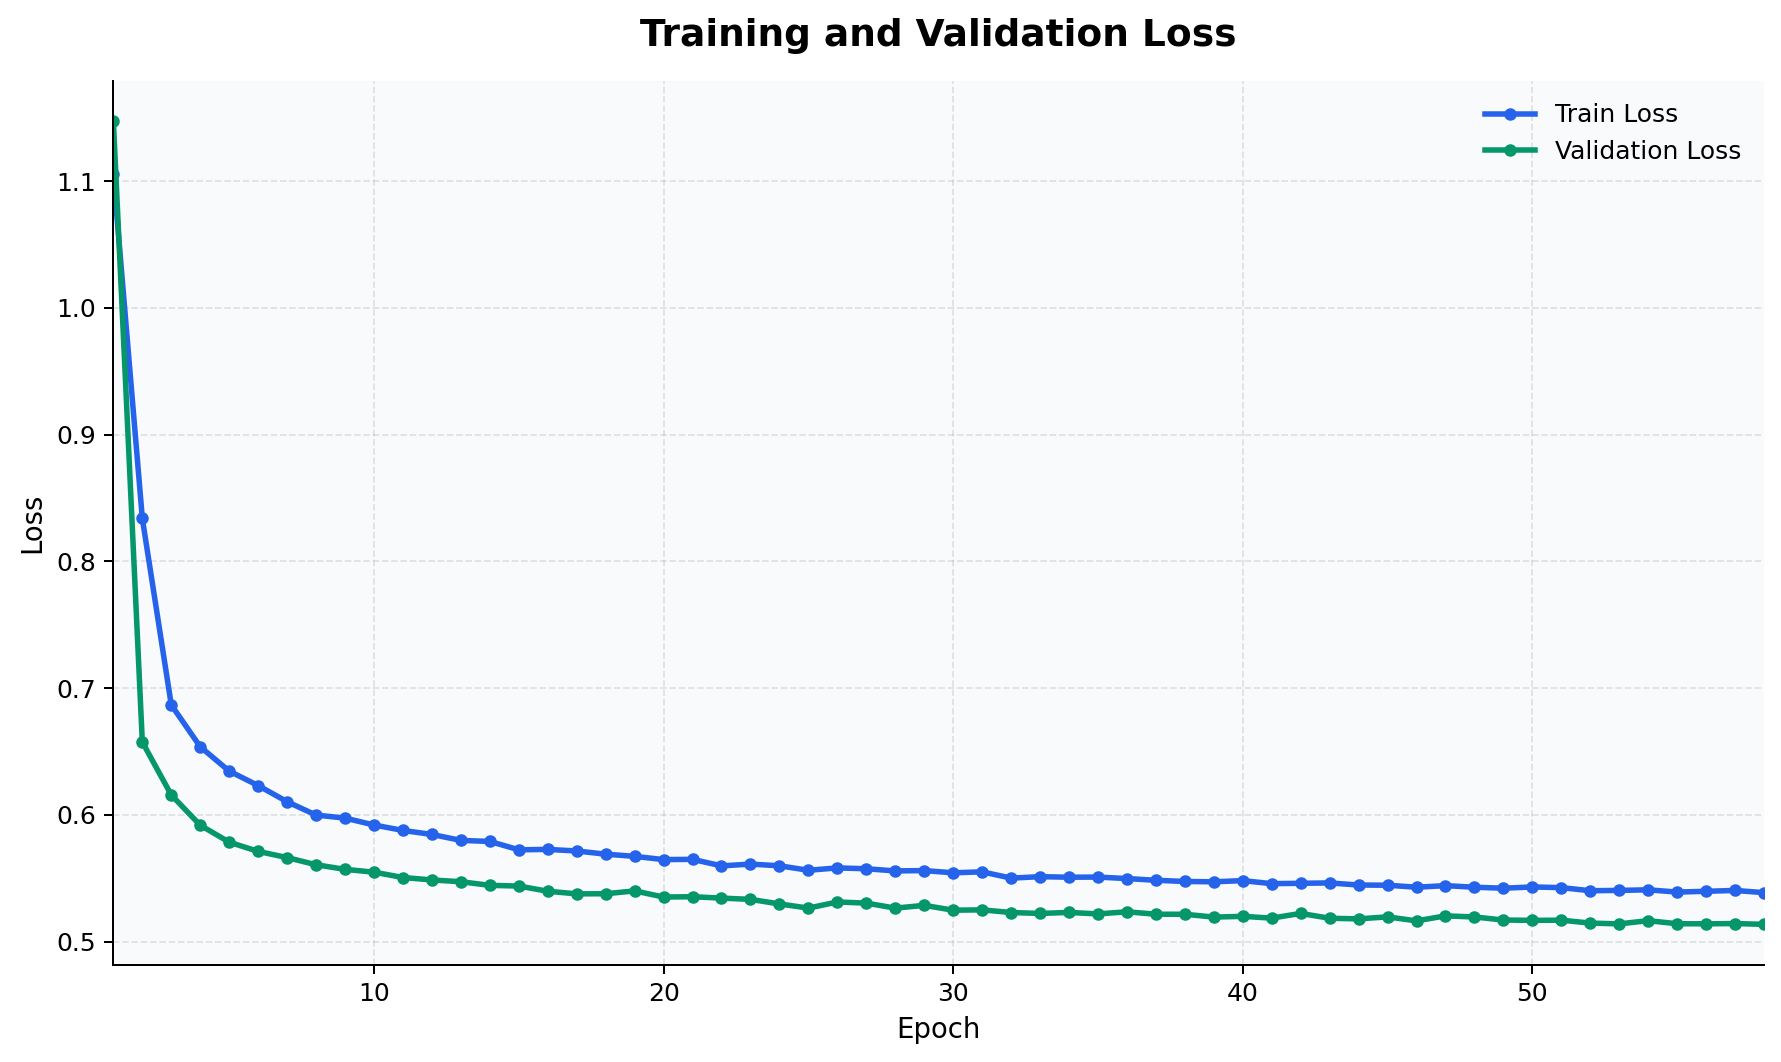 Training and Validation Loss
Train Loss
Validation Loss
1.1
1.0
0.9
0.8
0.7
0.6
0.5
Loss
10 20 30 40 50
Epoch